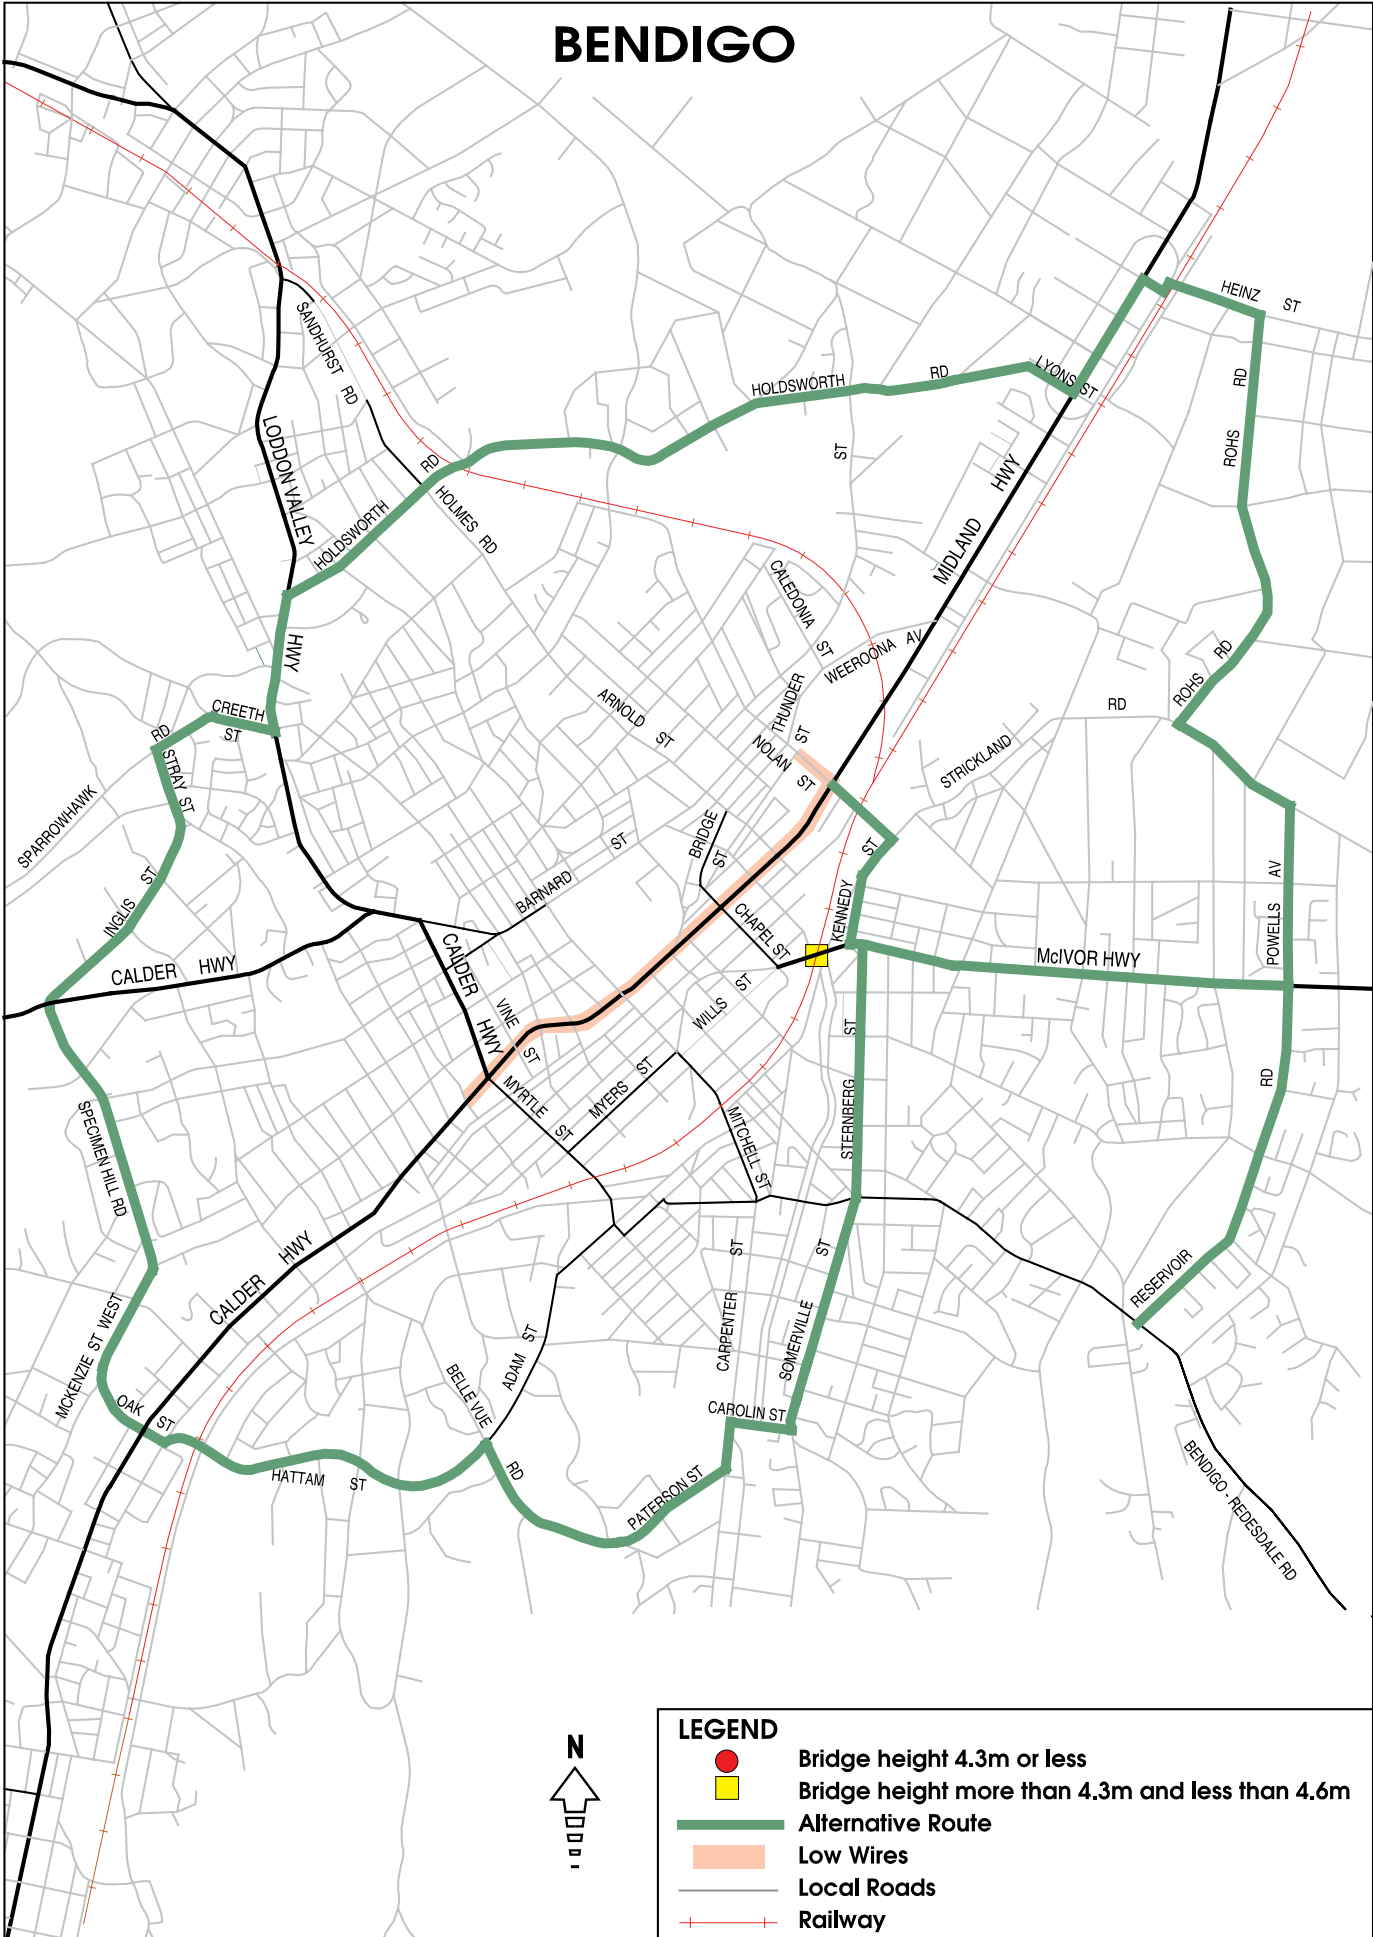 BENDIGO
HEINZ ST
SANDHURST RD
LYONS ST
HOLDSWORTH RD
ROHS RD
LODDON VALLEY
HWY
ST
RD
HOLDSWORTH
HOLMES RD
MIDLAND HWY
CALEDONIA ST
WEEROONA AV
THUNDER ST
ARNOLD ST
NOLAN ST
ROHS RD
RD
STRICKLAND
CREETH ST
RD
STRAY ST
SPARROWHAWK
INGLIS ST
BRIDGE ST
BARNARD ST
CHAPEL ST
KENNEDY ST
POWELLS AV
McIVOR HWY
CALDER HWY
CALDER HWY
VINE ST
WILLS ST
MYRTLE ST
MYERS ST
MITCHELL ST
STERNBERG ST
RD
RESERVOIR
SPECIMEN HILL RD
CALDER HWY
MCKENZIE ST WEST
OAK ST
HATTAM ST
BELLE VUE RD
ADAM ST
CARPENTER ST
SOMERVILLE ST
CAROLIN ST
PATERSON ST
BENDIGO - REDESDALE RD
N
LEGEND
Bridge height 4.3m or less
Bridge height more than 4.3m and less than 4.6m
Alternative Route
Low Wires
Local Roads
Railway